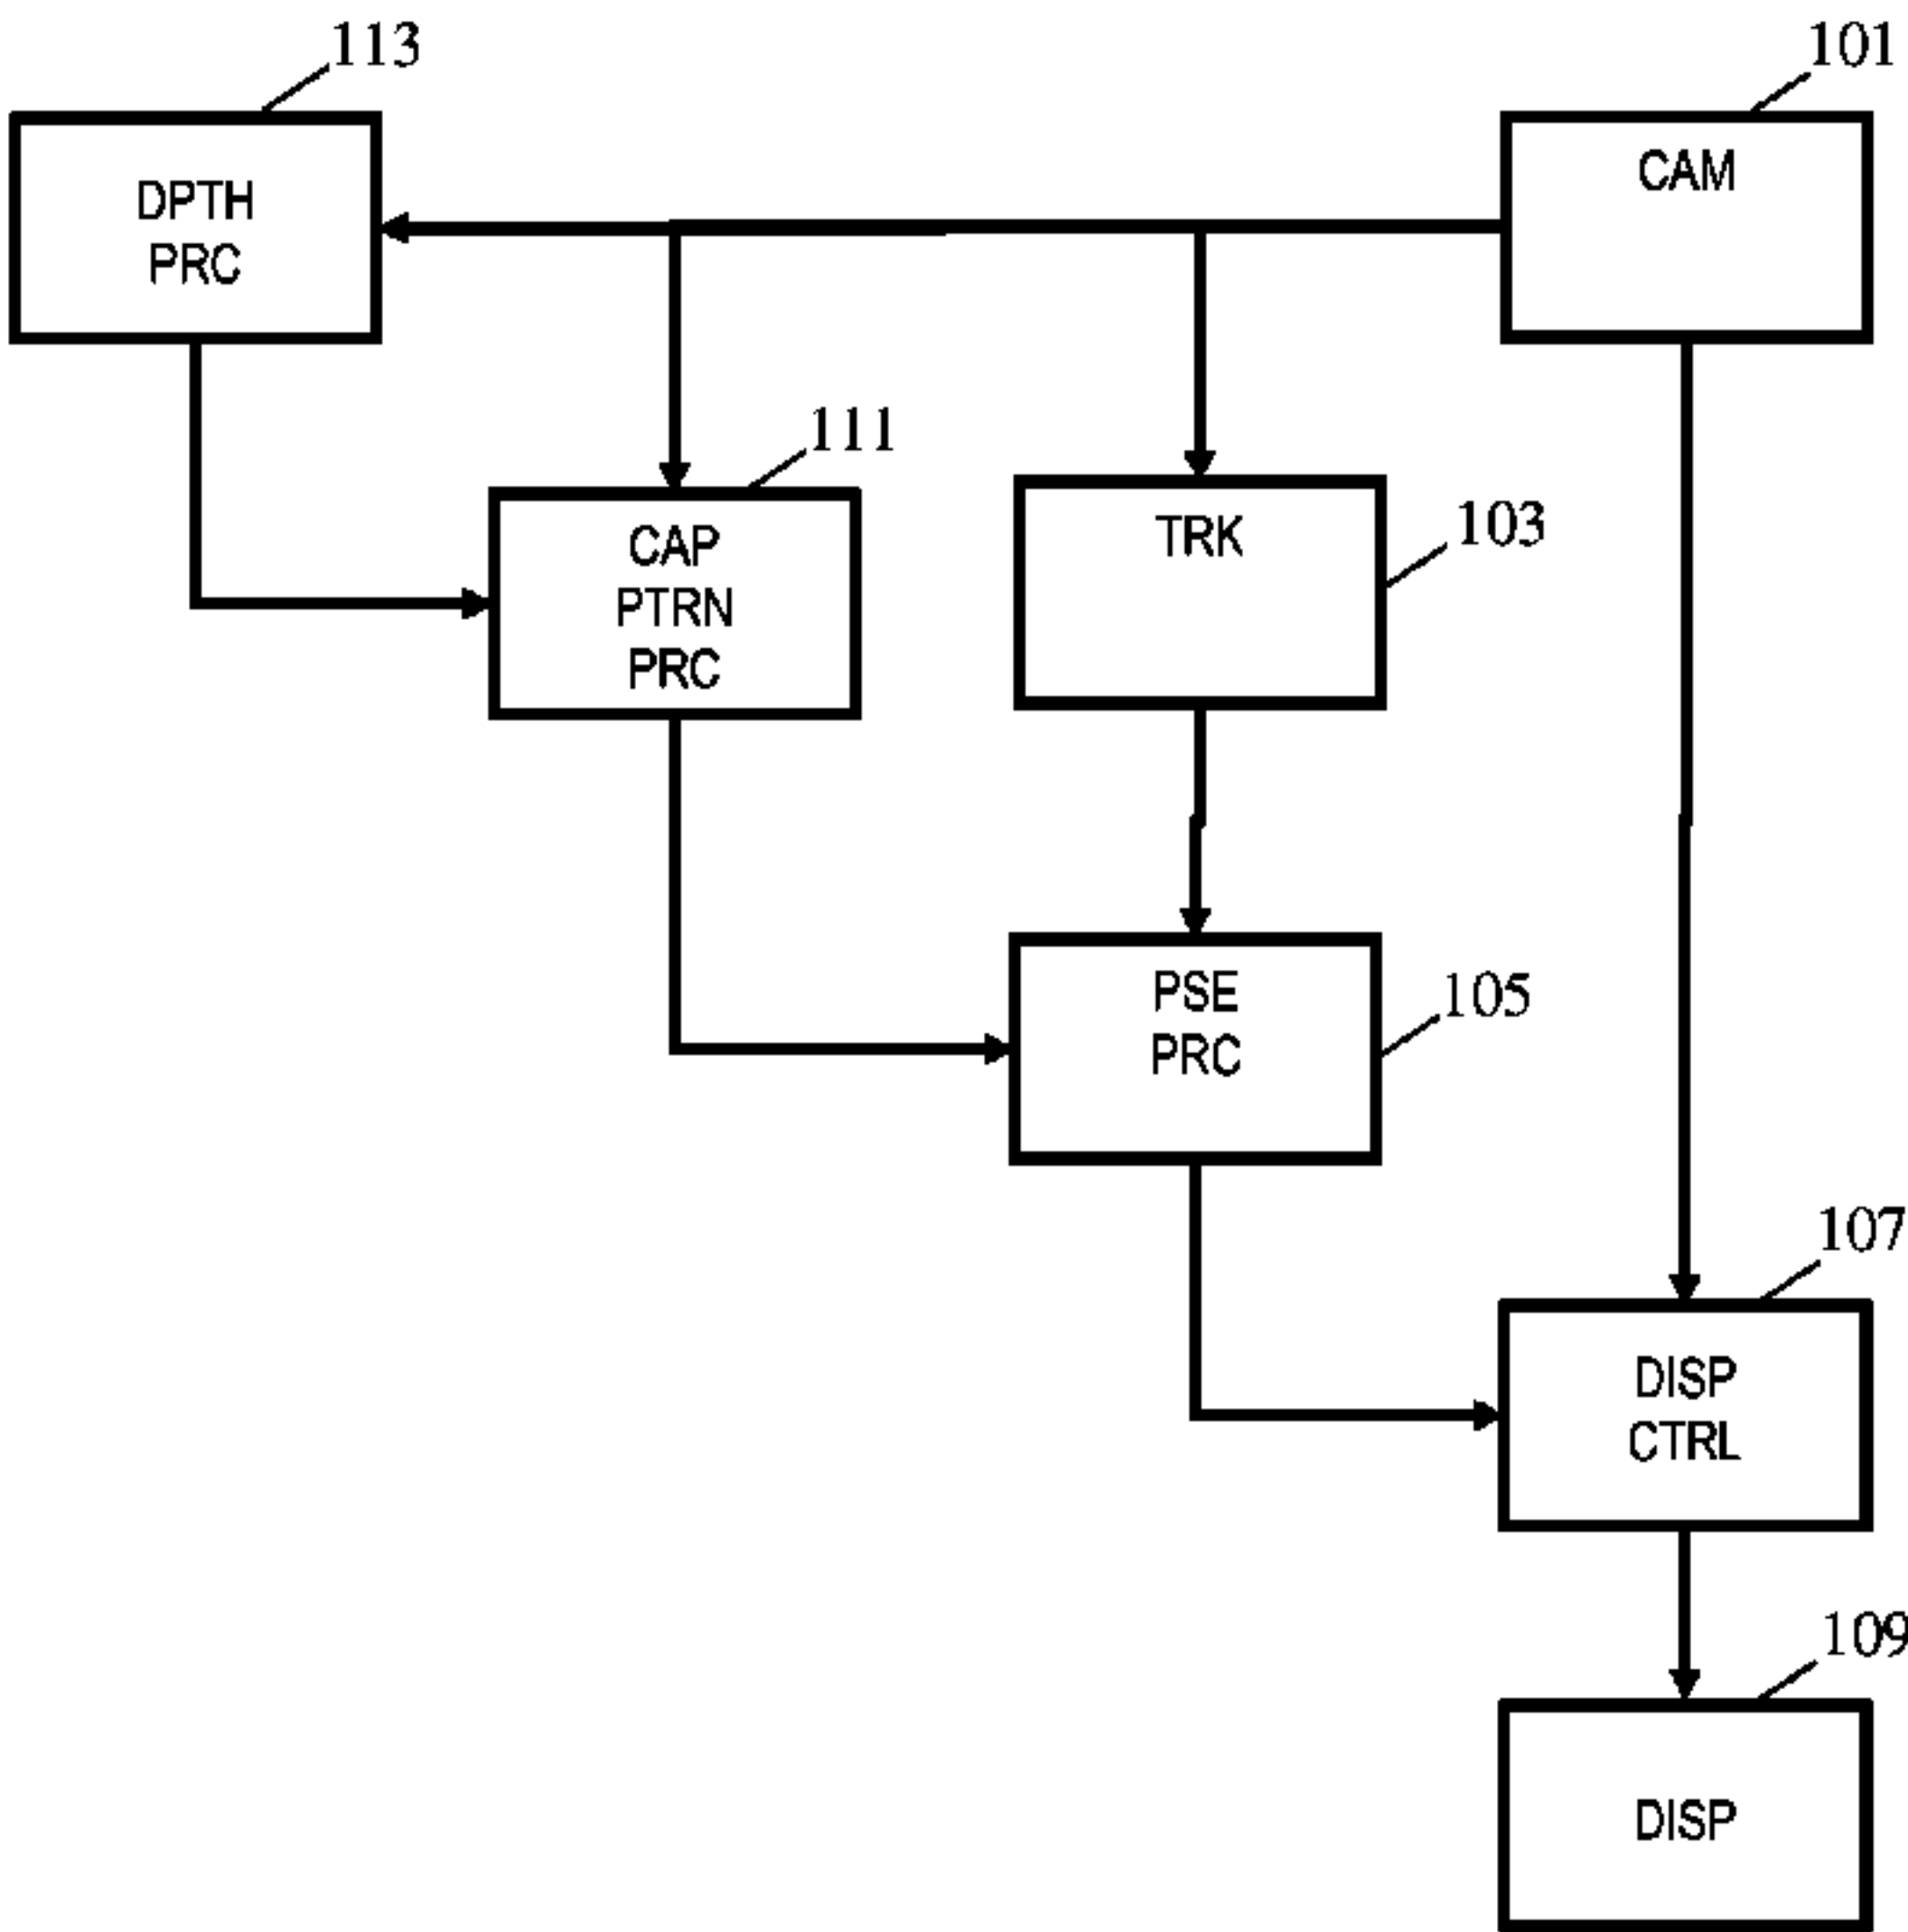 113
101
DPTH
PRC
CAM
111
CAP
PTRN
PRC
TRK
103
PSE
PRC
105
107
DISP
CTRL
109
DISP